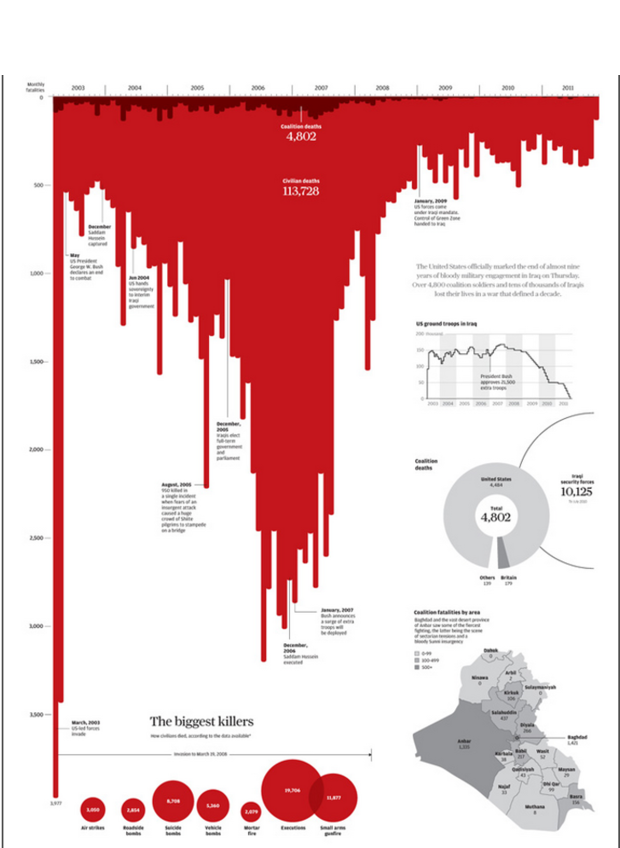 Monthly
fatalities
2003 2004 2005 2006 2007 2008 2009 2010 2011
0
500
1,000
1,500
2,000
2,500
3,000
3,500
3,977
Coalition deaths
4,802
Civilian deaths
113,728
May
US President
George W. Bush
declares an end
to combat
December
Saddam
Hussein
captured
Jun 2004
US hands
sovereignty
to interim
Iraqi
government
August, 2005
950 killed in
a single incident
when fears of an
insurgent attack
caused a huge
crowd of Shiite
pilgrims to stampede
on a bridge
December,
2005
Iraqis elect
full-term
government
and
parliament
December,
2006
Saddam Hussein
executed
January, 2007
Bush announces
a surge of extra
troops will
be deployed
January, 2009
US forces come
under Iraqi mandate.
Control of Green Zone
handed to Iraq
March, 2003
US-led forces
invade
The United States officially marked the end of almost nine
years of bloody military engagement in Iraq on Thursday.
Over 4,800 coalition soldiers and tens of thousands of Iraqis
lost their lives in a war that defined a decade.
US ground troops in Iraq
200 thousand
150
100
50
0
President Bush
approves 21,500
extra troops
2003 2004 2005 2006 2007 2008 2009 2010 2011
Coalition
deaths
United States
4,484
Total
4,802
Others
139
Britain
179
Iraqi
security forces
10,125
Coalition fatalities by area
Baghdad and the vast desert province
of Anbar saw some of the fiercest
fighting, the latter being the scene
of sectarian tensions and a
bloody Sunni insurgency
0-99
100-499
500+
Dahuk
0
Ninawa
0
Arbil
2
Sulaymaniyah
0
Kirkuk
Salahuddin
437
Diyala
Baghdad
Anbar
Karbala
Babil
Wasit
52
Qadisiyah
43
Maysan
29
Najaf
33
Thi-Qar
99
Basra
Muthana
8
The biggest killers
How civilians died, according to the data available*
Invasion to March 19, 2008
3,050
Air strikes
2,854
Roadside
bombs
8,708
Suicide
bombs
5,360
Vehicle
bombs
2,079
Mortar
fire
19,706
Executions
11,877
Small arms
gunfire